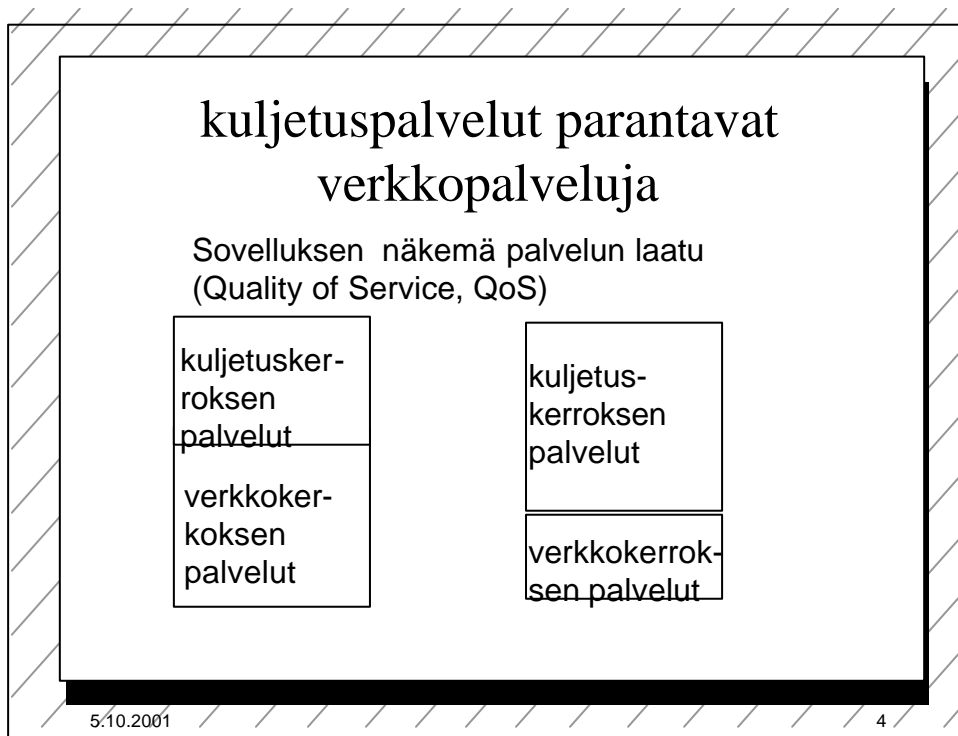 kuljetuspalvelut parantavat
verkkopalveluja
Sovelluksen näkemä palvelun laatu
(Quality of Service, QoS)
kuljetusker-
roksen
palvelut
verkkoker-
koksen
palvelut
kuljetus-
kerroksen
palvelut
verkkokerrok-
sen palvelut
5.10.2001
4